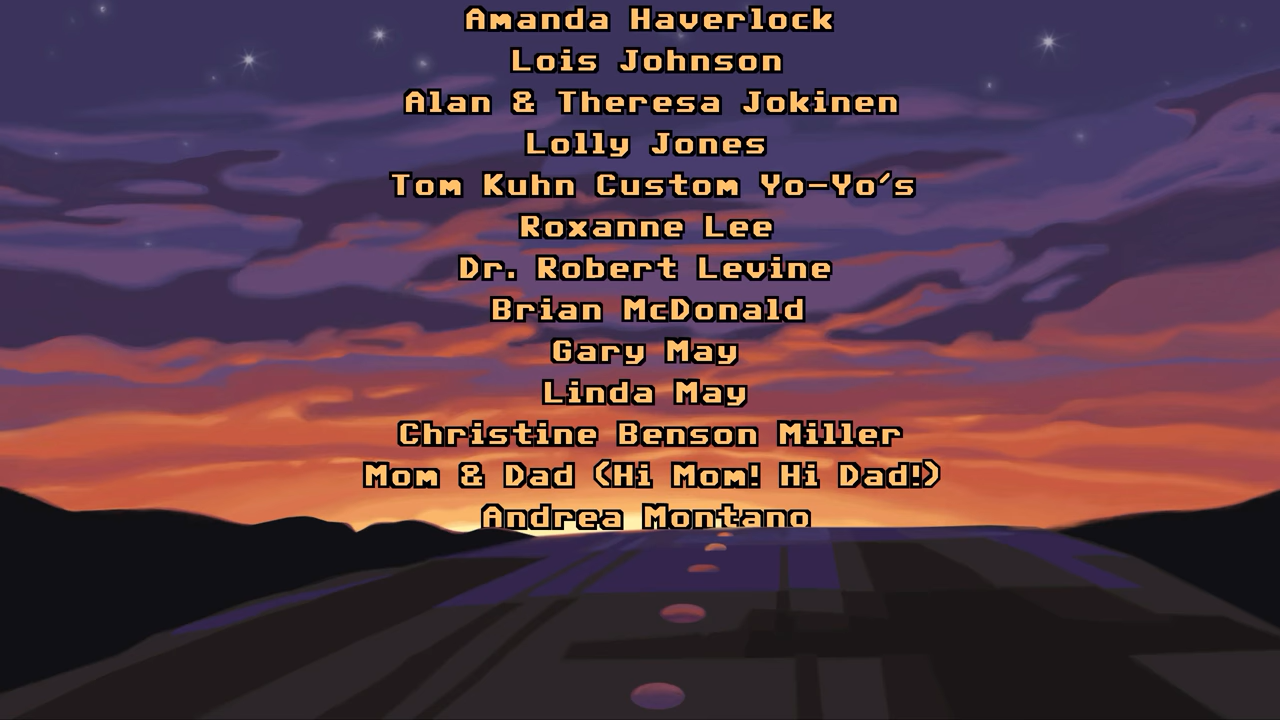 Amanda Haverlock
Lois Johnson
Alan & Theresa Jokinen
Lolly Jones
Tom Kuhn Custom Yo-Yo's
Roxanne Lee
Dr. Robert Levine
Brian McDonald
Gary May
Linda May
Christine Benson Miller
Mom & Dad (Hi Mom! Hi Dad!)
Andrea Montano